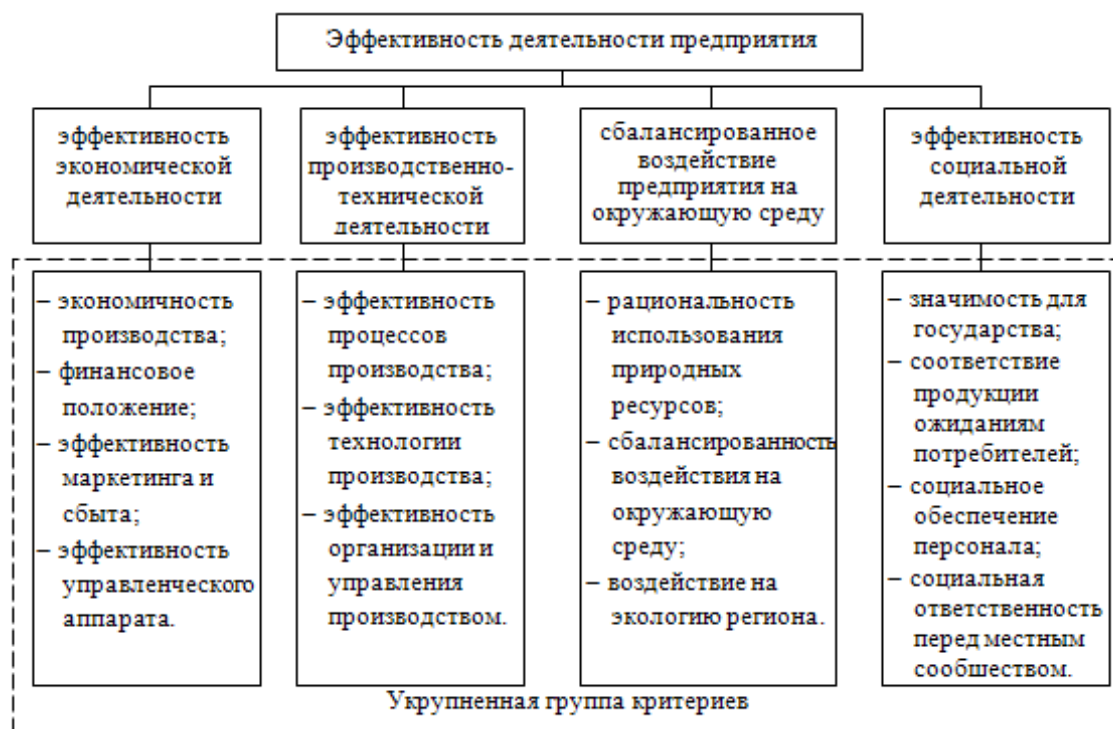 Эффективность деятельности предприятия
эффективность
экономической
деятельности
эффективность
производственно-
технической
деятельности
сбалансированное
воздействие
предприятия на
окружающую среду
эффективность
социальной
деятельности
– экономичность
производства;
– финансовое
положение;
– эффективность
маркетинга и
сбыта;
– эффективность
управленческого
аппарата.
– эффективность
процессов
производства;
– эффективность
технологии
производства;
– эффективность
организации и
управления
производством.
– рациональность
использования
природных
ресурсов;
– сбалансированность
воздействия на
окружающую
среду;
– воздействие на
экологию региона.
– значимость для
государства;
– соответствие
продукции
ожиданиям
потребителей;
– социальное
обеспечение
персонала;
– социальная
ответственность
перед местным
сообшеством.
Укрупненная группа критериев